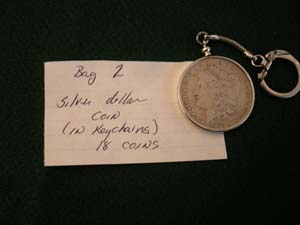 Bag 2
silver dollar
coin
(in keychains)
18 coins